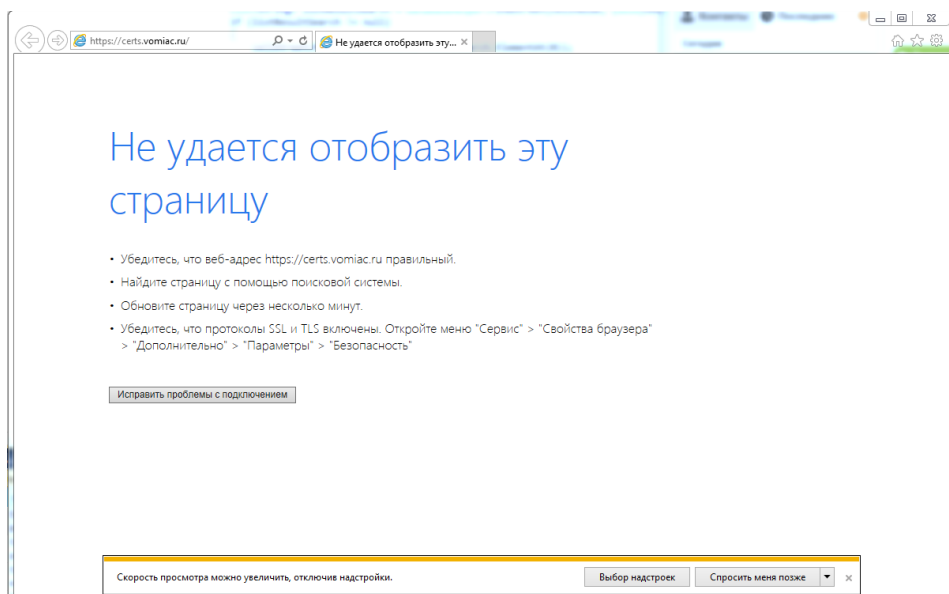 https://certs.vomiac.ru/
Не удается отобразить эту...
Не удается отобразить эту
страницу
• Убедитесь, что веб-адрес https://certs.vomiac.ru правильный.
• Найдите страницу с помощью поисковой системы.
• Обновите страницу через несколько минут.
• Убедитесь, что протоколы SSL и TLS включены. Откройте меню "Сервис" > "Свойства браузера"
> "Дополнительно" > "Параметры" > "Безопасность"
Исправить проблемы с подключением
Скорость просмотра можно увеличить, отключив надстройки.
Выбор надстроек
Спросить меня позже